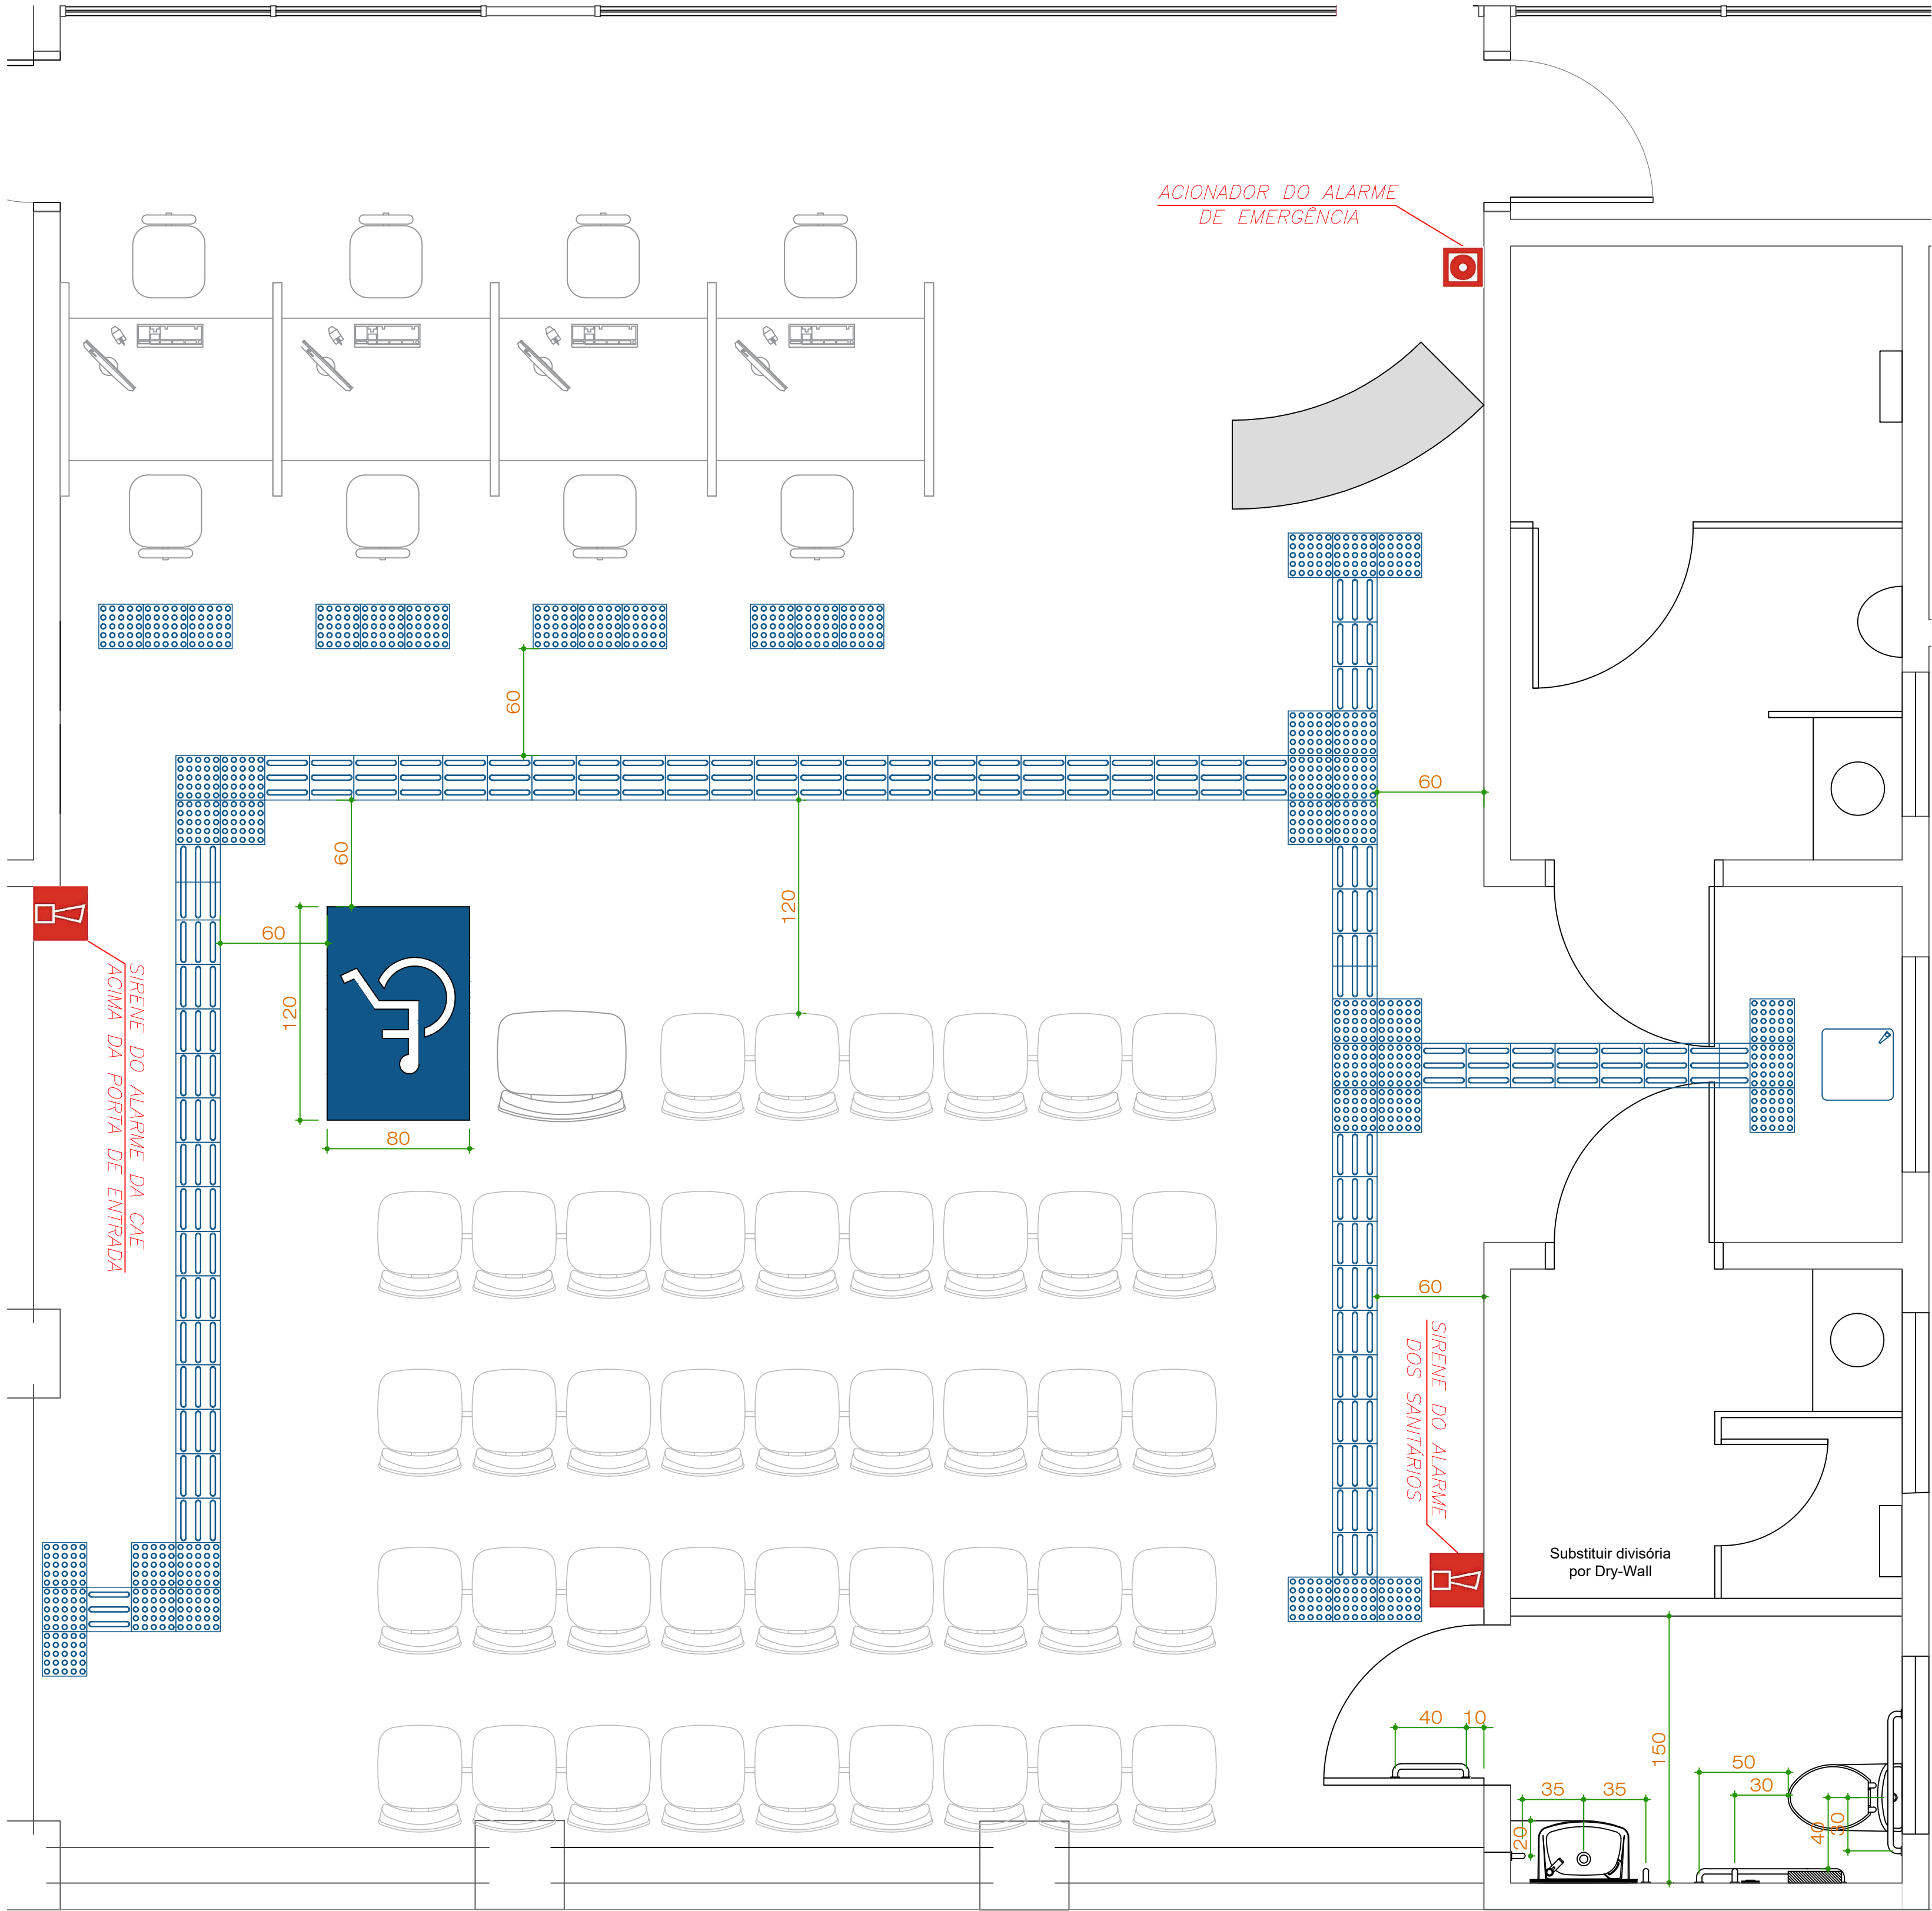 ACIONADOR DO ALARME
DE EMERGÊNCIA
60
60
60
120
60
120
80
SIRENE DO ALARME DA CAE
ACIMA DA PORTA DE ENTRADA
60
SIRENE DO ALARME
DOS SANITÁRIOS
Substituir divisória
por Dry-Wall
40
10
150
50
30
35
35
20
40
30